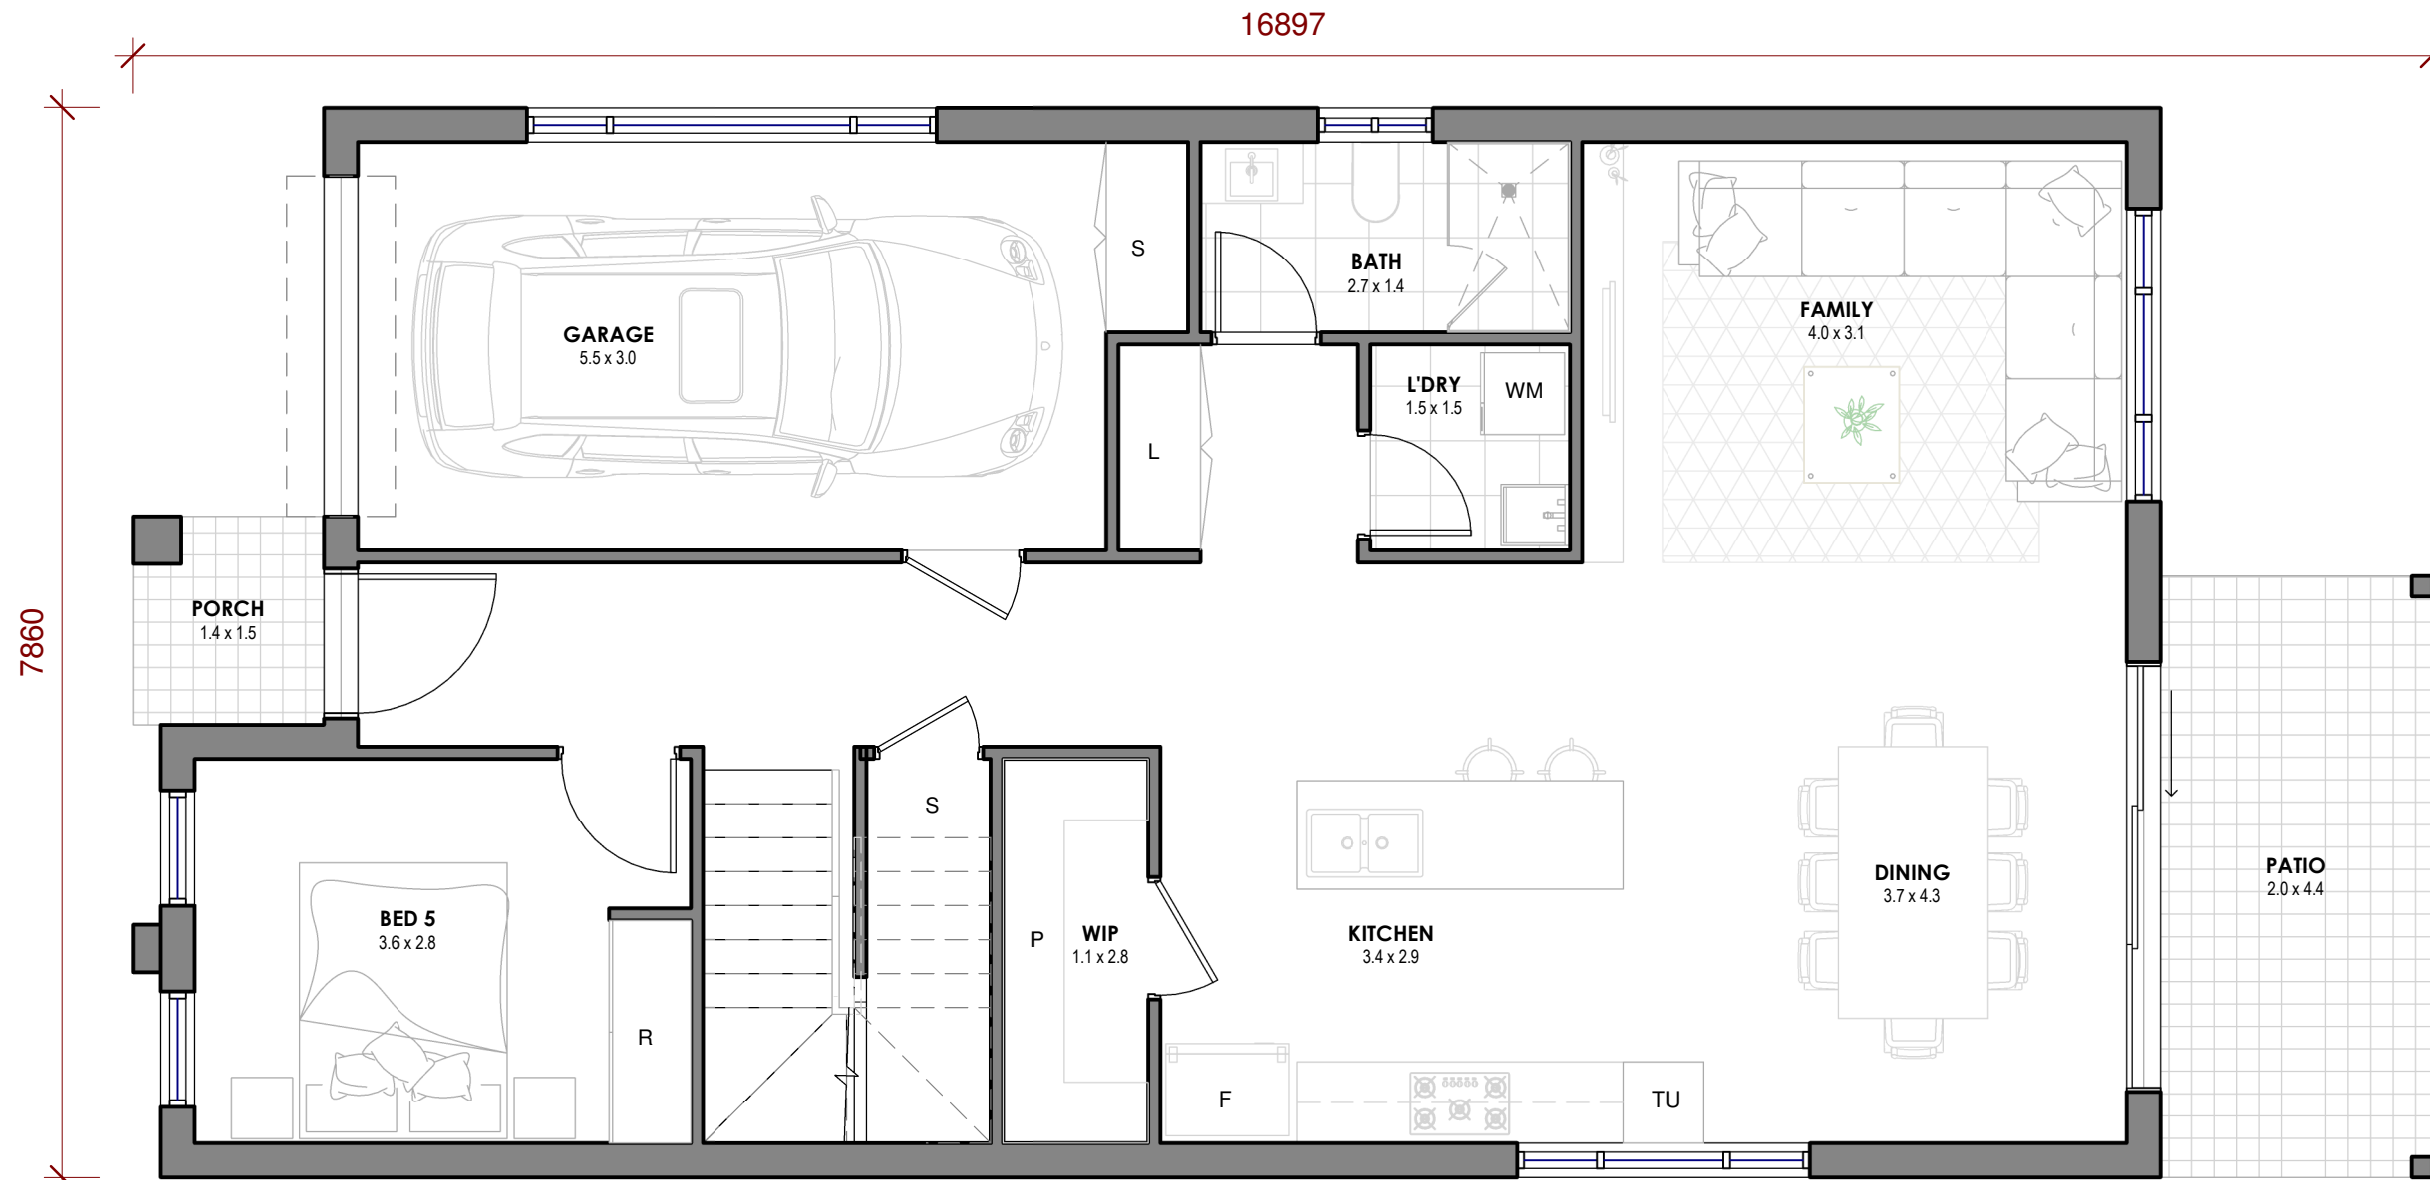 16897
7860
S
BATH
2.7 x 1.4
FAMILY
4.0 x 3.1
GARAGE
5.5 x 3.0
L'DRY
1.5 x 1.5
WM
L
PORCH
1.4 x 1.5
S
BED 5
3.6 x 2.8
R
P
WIP
1.1 x 2.8
KITCHEN
3.4 x 2.9
DINING
3.7 x 4.3
PATIO
2.0 x 4.4
F
TU